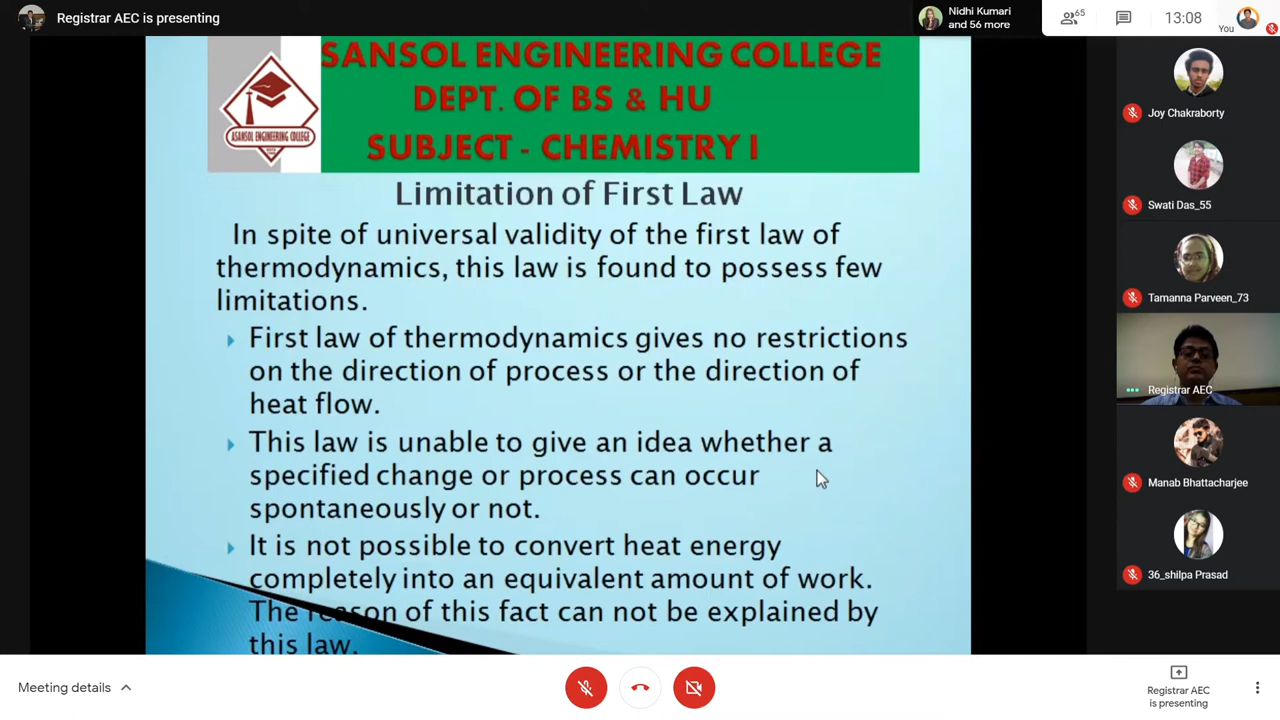 Registrar AEC is presenting
Nidhi Kumari
and 56 more
65
13:08
You
SANSOL ENGINEERING COLLEGE
DEPT. OF BS & HU
SUBJECT - CHEMISTRY I
ASANSOL ENGINEERING COLLEGE
Limitation of First Law
In spite of universal validity of the first law of
thermodynamics, this law is found to possess few
limitations.
First law of thermodynamics gives no restrictions
on the direction of process or the direction of
heat flow.
This law is unable to give an idea whether a
specified change or process can occur
spontaneously or not.
It is not possible to convert heat energy
completely into an equivalent amount of work.
The reason of this fact can not be explained by
this law.
Joy Chakraborty
Swati Das_55
Tamanna Parveen_73
Registrar AEC
Manab Bhattacharjee
36_shilpa Prasad
Meeting details
Registrar AEC
is presenting